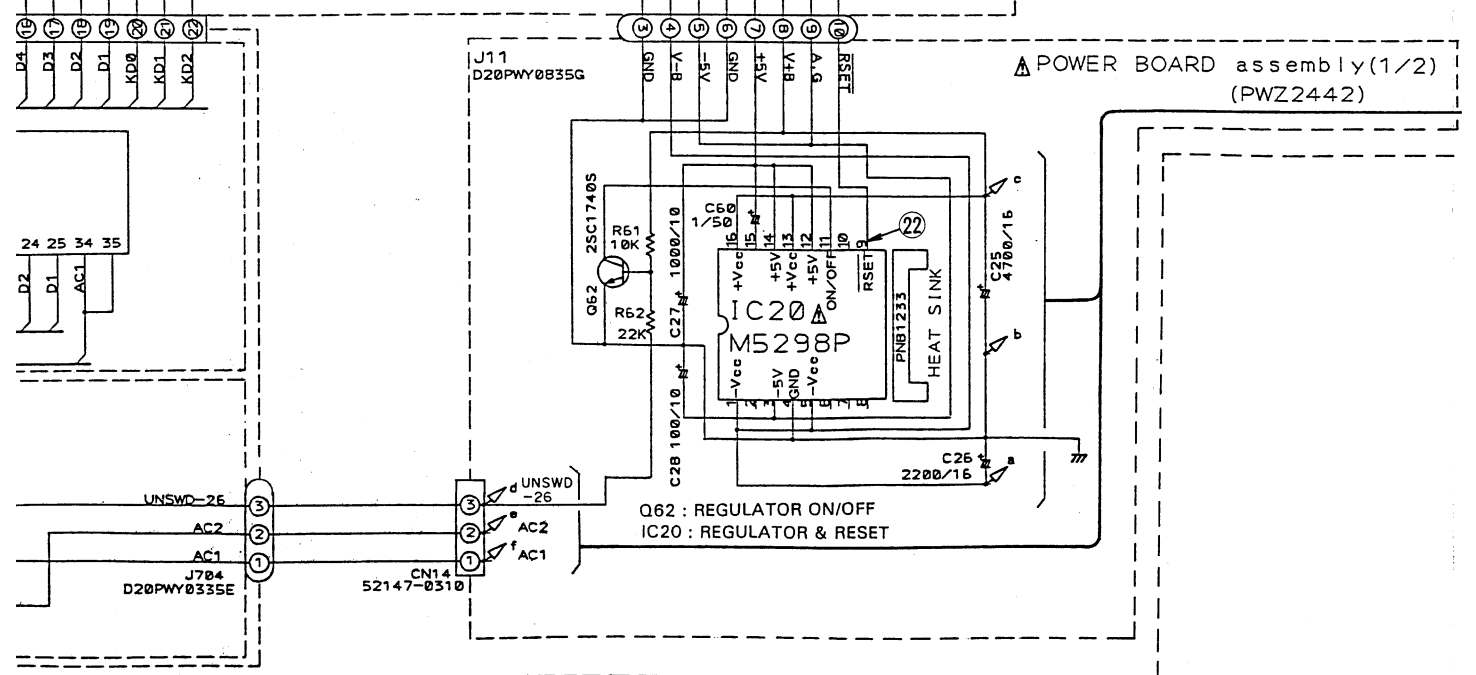 16 17 18 19 20 21 22
D4 D3 D2 D1 KD0 KD1 KD2
3 4 5 6 7 8 9 10
GND V-B -5V GND +5V V+B A.G RSET
J11
D20PWY0835G
⚠ POWER BOARD assembly(1/2)
(PWZ2442)
24 25 34 35
D2 D1 AC1
2SC1740S
Q62
R61
10K
R62
22K
C27 1000/10
C28 100/10
C60
1/50
22
16 15 14 13 12 11 10 9
+Vcc +5V +Vcc +5V ON/OFF RSET
IC20 ⚠
M5298P
-Vcc -5V GND -Vcc
1 2 3 4 5 6 7 8
PNB1233
HEAT SINK
c
C25
4700/16
b
C26
2200/16
a
UNSWD-26 3
AC2 2
AC1 1
J704
D20PWY0335E
3 d UNSWD
-26
2 e AC2
1 f AC1
CN14
52147-0310
Q62 : REGULATOR ON/OFF
IC20 : REGULATOR & RESET